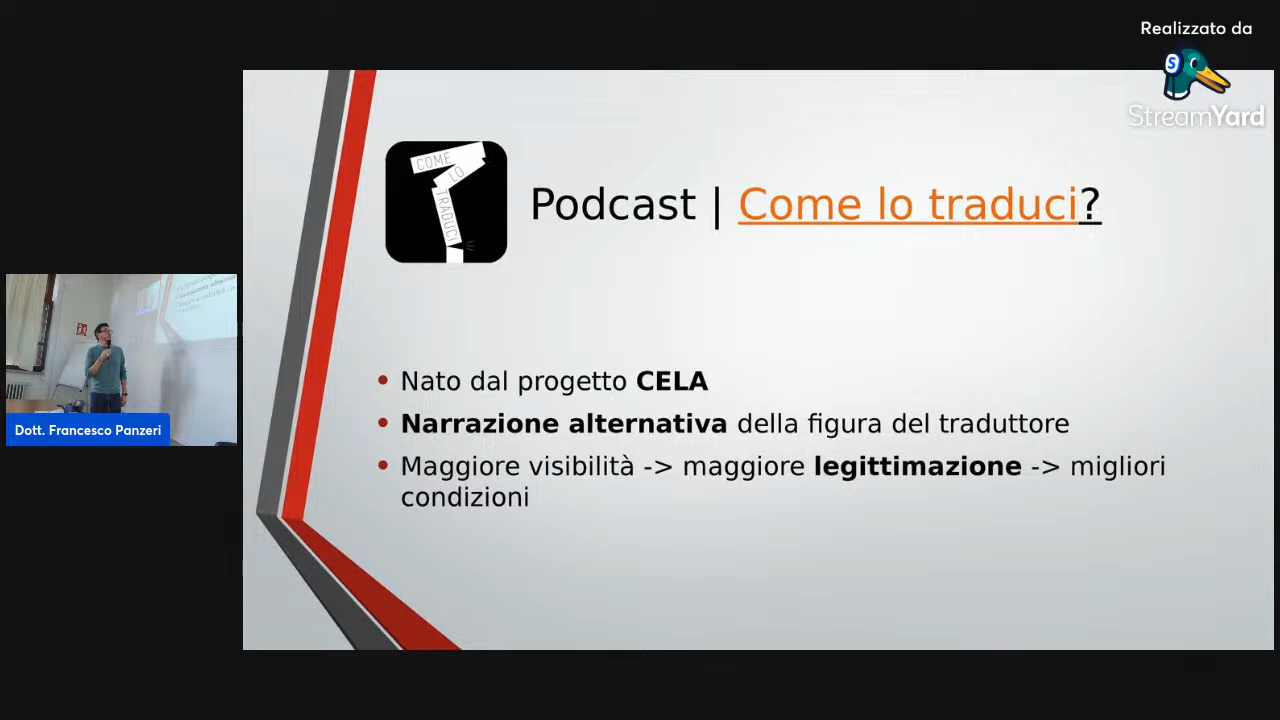 Realizzato da
StreamYard
COME
LO
TRADUCI
Podcast | Come lo traduci?
• Nato dal progetto CELA
• Narrazione alternativa della figura del traduttore
• Maggiore visibilità -> maggiore legittimazione -> migliori
condizioni
Dott. Francesco Panzeri